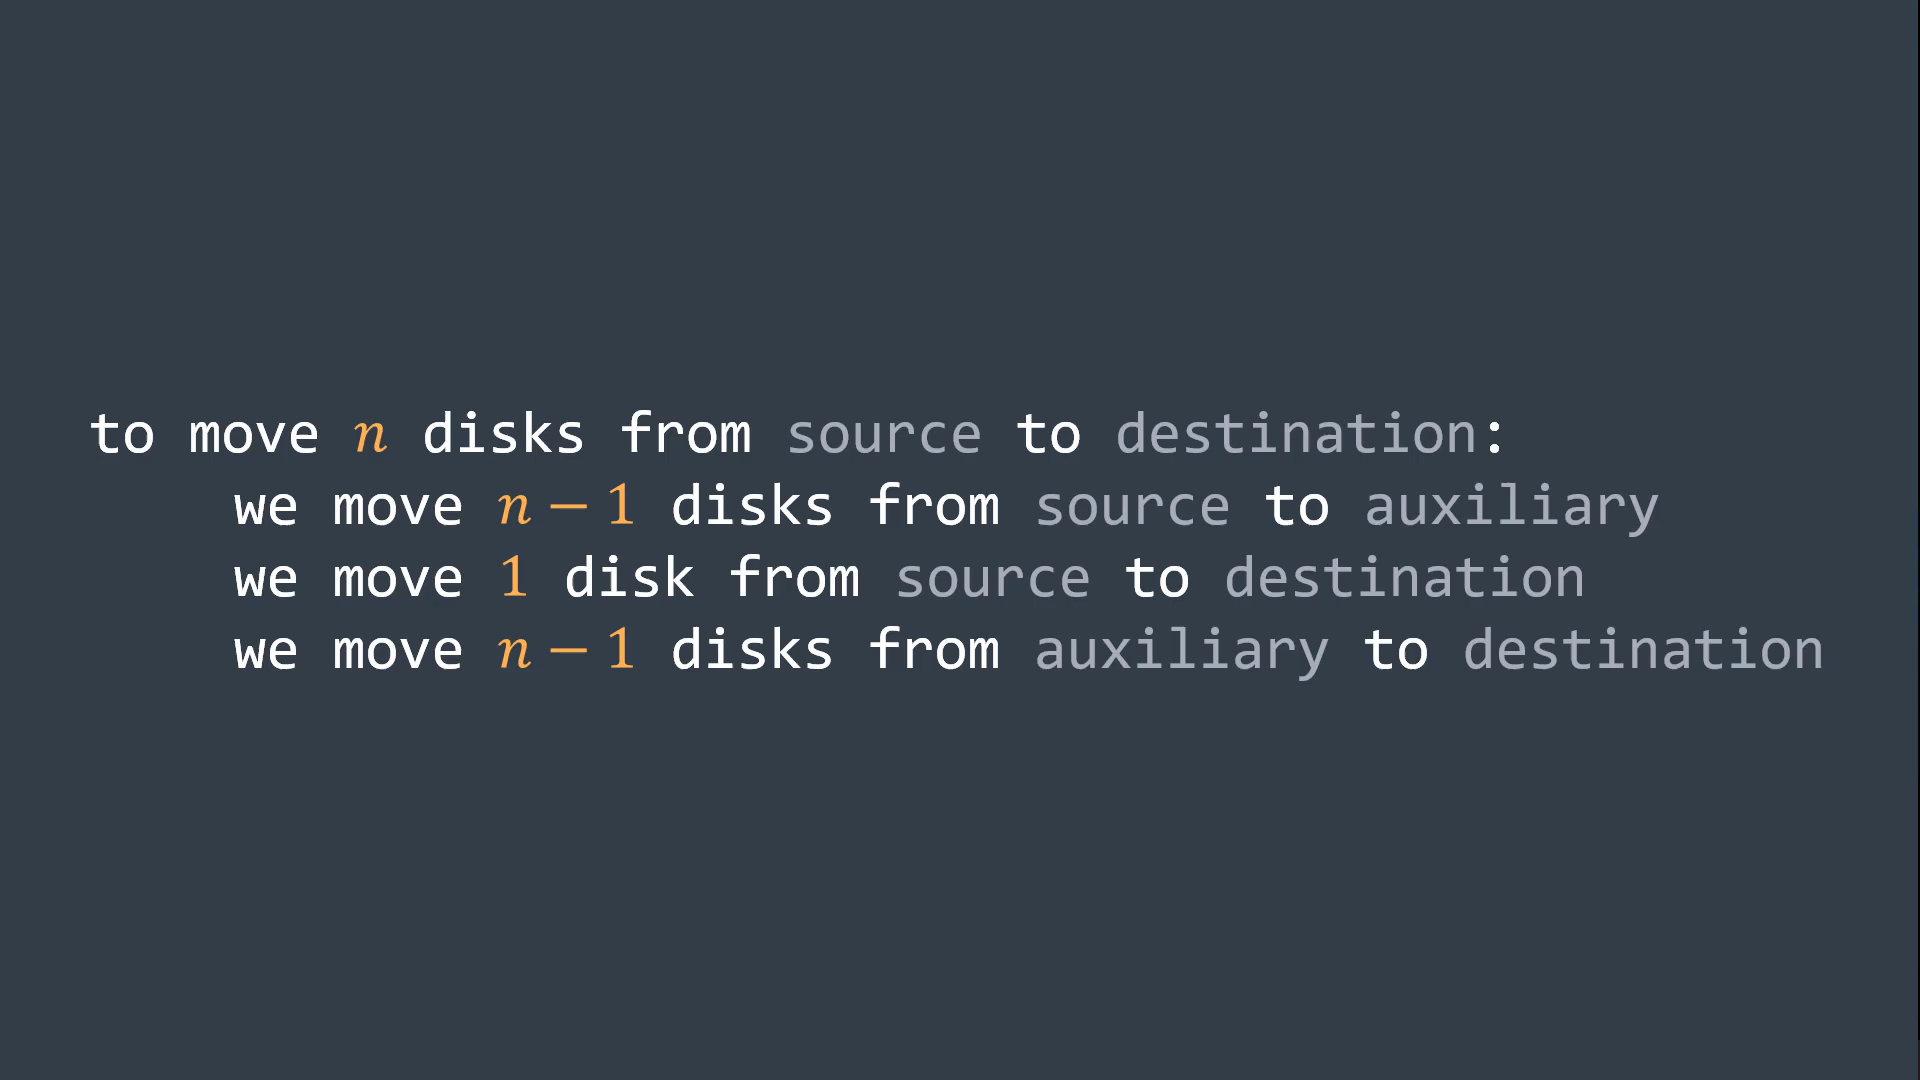 to move n disks from source to destination:
we move n − 1 disks from source to auxiliary
we move 1 disk from source to destination
we move n − 1 disks from auxiliary to destination